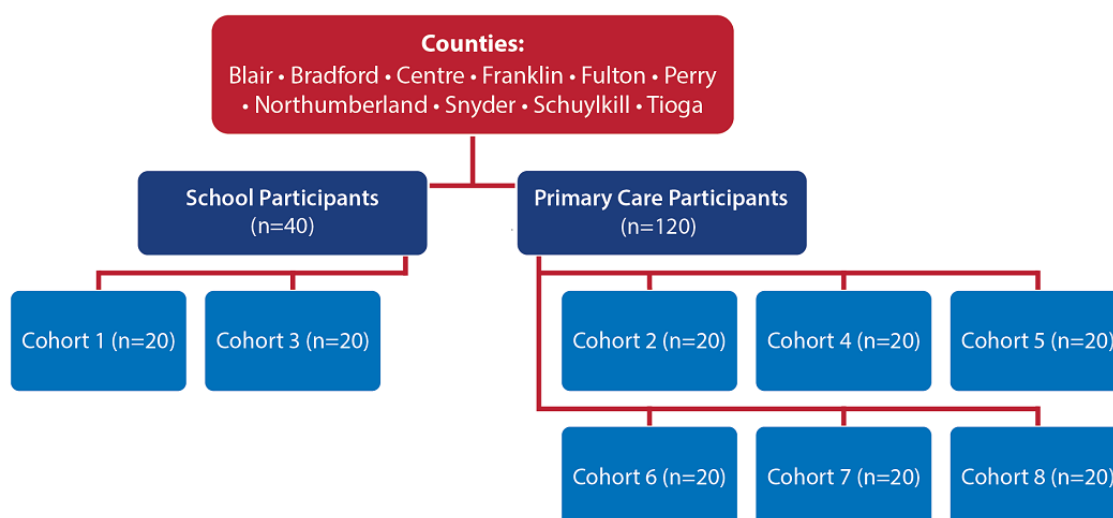 Counties:
Blair • Bradford • Centre • Franklin • Fulton • Perry
• Northumberland • Snyder • Schuylkill • Tioga
School Participants
(n=40)
Primary Care Participants
(n=120)
Cohort 1 (n=20)
Cohort 3 (n=20)
Cohort 2 (n=20)
Cohort 4 (n=20)
Cohort 5 (n=20)
Cohort 6 (n=20)
Cohort 7 (n=20)
Cohort 8 (n=20)